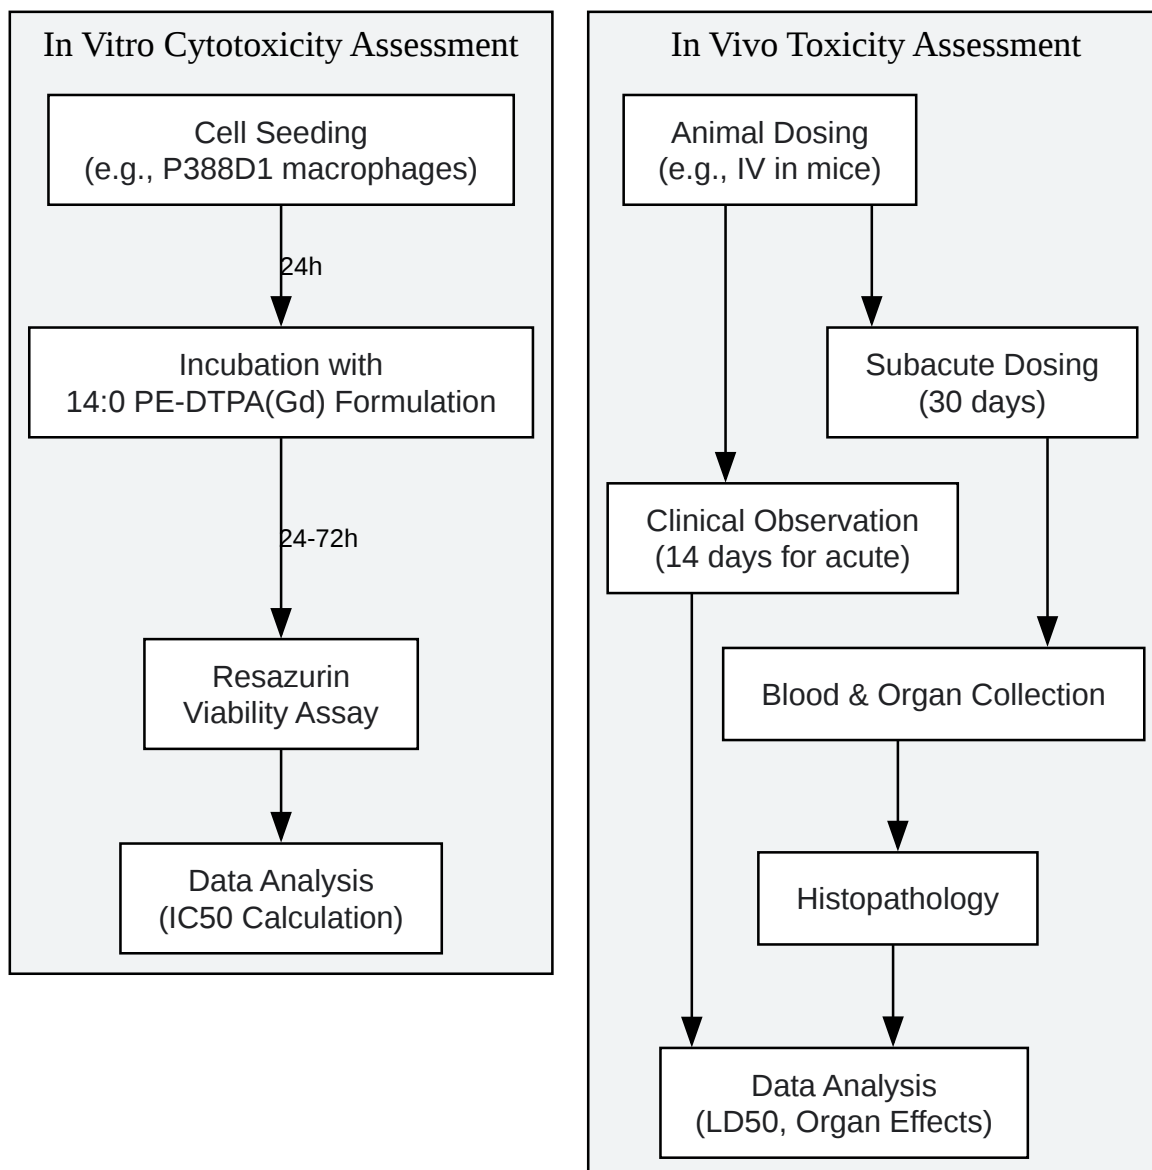 In Vitro Cytotoxicity Assessment
Cell Seeding
(e.g., P388D1 macrophages)
24h
Incubation with
14:0 PE-DTPA(Gd) Formulation
24-72h
Resazurin
Viability Assay
Data Analysis
(IC50 Calculation)
In Vivo Toxicity Assessment
Animal Dosing
(e.g., IV in mice)
Subacute Dosing
(30 days)
Clinical Observation
(14 days for acute)
Blood & Organ Collection
Histopathology
Data Analysis
(LD50, Organ Effects)